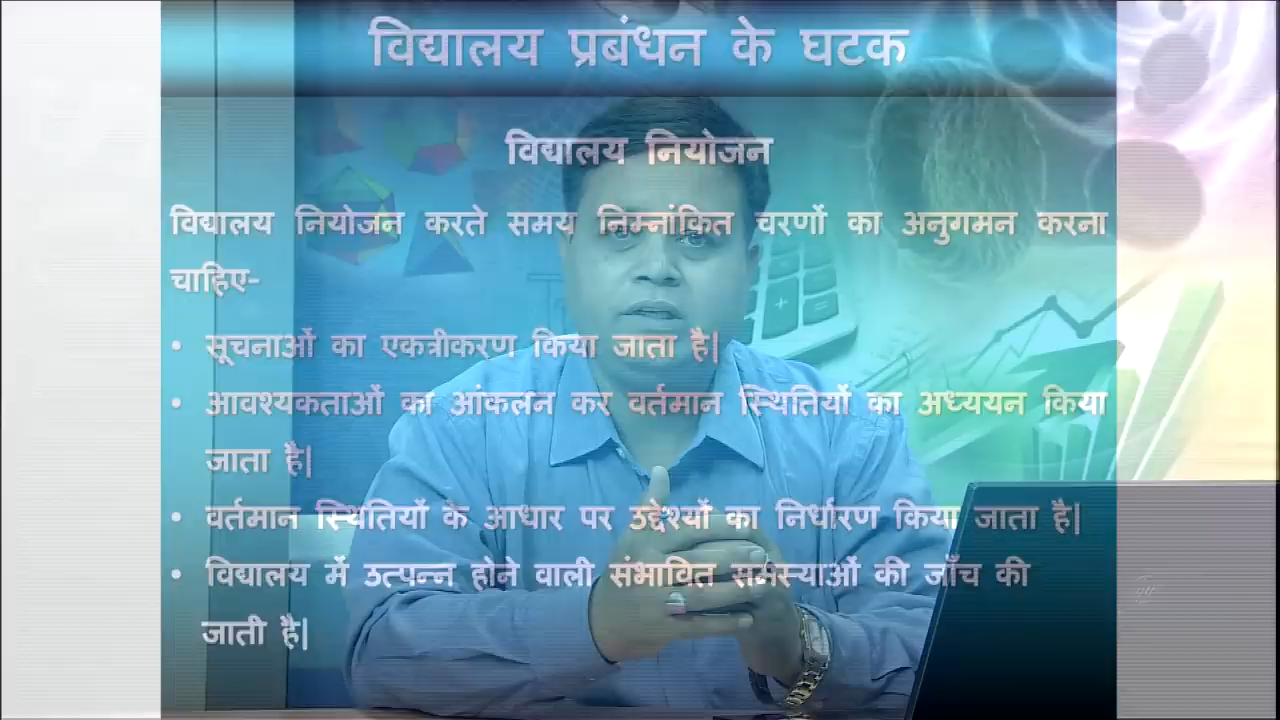 विद्यालय प्रबंधन के घटक
विद्यालय नियोजन
विद्यालय नियोजन करते समय निम्नांकित चरणों का अनुगमन करना
चाहिए-
• सूचनाओं का एकत्रीकरण किया जाता है|
• आवश्यकताओं का आंकलन कर वर्तमान स्थितियों का अध्ययन किया
जाता है|
• वर्तमान स्थितियों के आधार पर उद्देश्यों का निर्धारण किया जाता है|
• विद्यालय में उत्पन्न होने वाली संभावित समस्याओं की जाँच की
जाती है|